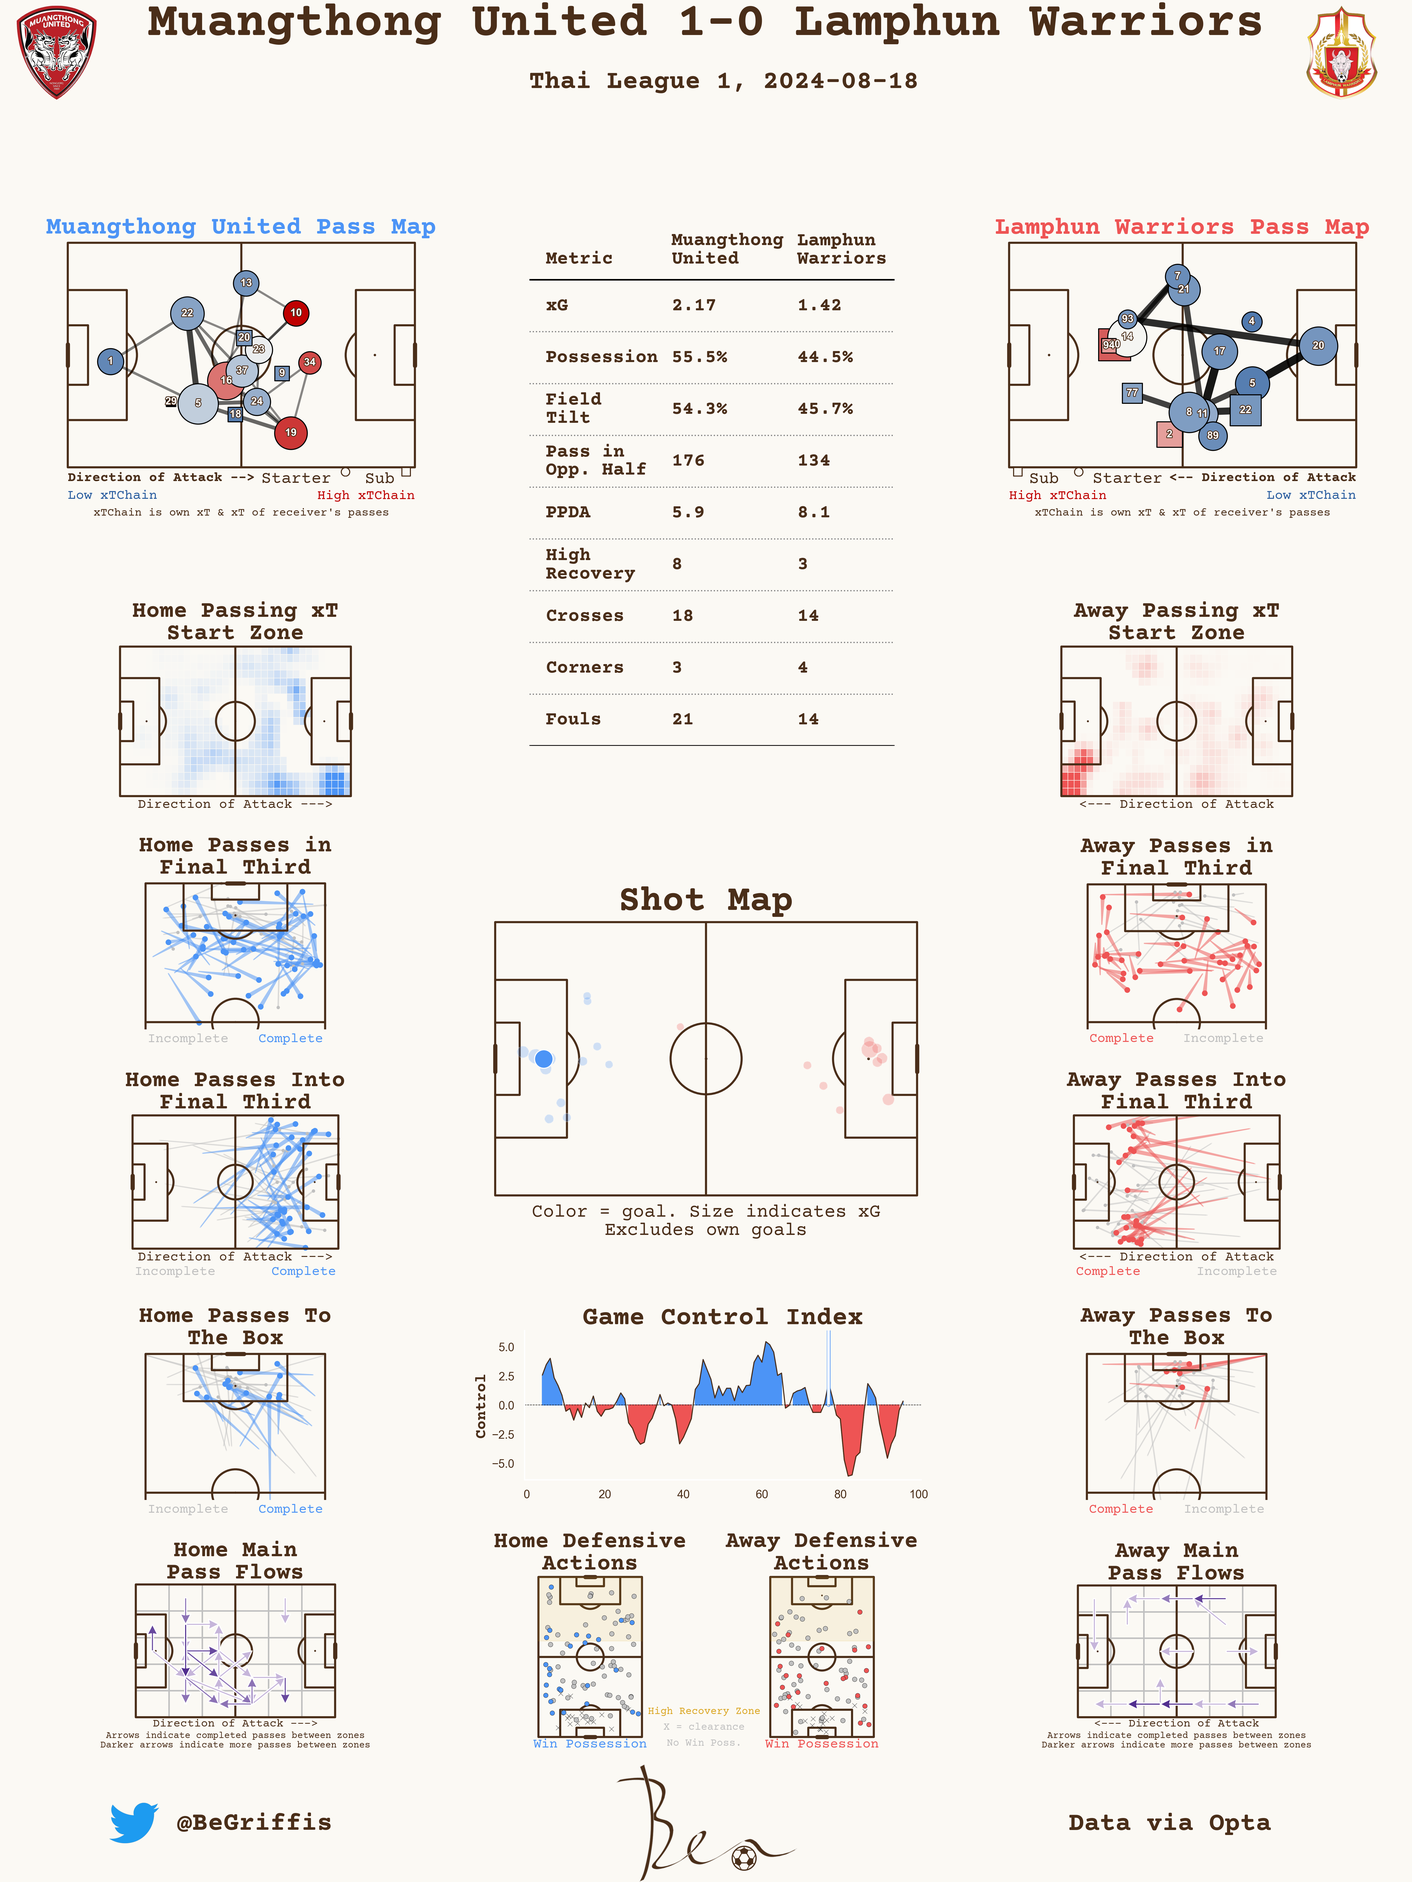 Muangthong United 1-0 Lamphun Warriors
Thai League 1, 2024-08-18
MUANGTHONG
UNITED
Muangthong United Pass Map
13
22
10
20
23
1
34
37
9
16
29
5
24
18
19
Direction of Attack --> Starter Sub
Low xTChain High xTChain
xTChain is own xT & xT of receiver's passes
Metric Muangthong United Lamphun Warriors
xG 2.17 1.42
Possession 55.5% 44.5%
Field Tilt 54.3% 45.7%
Pass in Opp. Half 176 134
PPDA 5.9 8.1
High Recovery 8 3
Crosses 18 14
Corners 3 4
Fouls 21 14
Lamphun Warriors Pass Map
7
21
93
4
14
20
17
5
77
8
11
22
2
89
Sub Starter <-- Direction of Attack
High xTChain Low xTChain
xTChain is own xT & xT of receiver's passes
Home Passing xT
Start Zone
Direction of Attack --->
Away Passing xT
Start Zone
<--- Direction of Attack
Home Passes in
Final Third
Incomplete Complete
Away Passes in
Final Third
Complete Incomplete
Shot Map
Color = goal. Size indicates xG
Excludes own goals
Home Passes Into
Final Third
Direction of Attack --->
Incomplete Complete
Away Passes Into
Final Third
<--- Direction of Attack
Complete Incomplete
Home Passes To
The Box
Incomplete Complete
Game Control Index
Control
5.0
2.5
0.0
−2.5
−5.0
0 20 40 60 80 100
Away Passes To
The Box
Complete Incomplete
Home Main
Pass Flows
Direction of Attack --->
Arrows indicate completed passes between zones
Darker arrows indicate more passes between zones
Home Defensive
Actions
Win Possession
High Recovery Zone
X = clearance
No Win Poss.
Away Defensive
Actions
Win Possession
Away Main
Pass Flows
<--- Direction of Attack
Arrows indicate completed passes between zones
Darker arrows indicate more passes between zones
@BeGriffis
Ben
Data via Opta